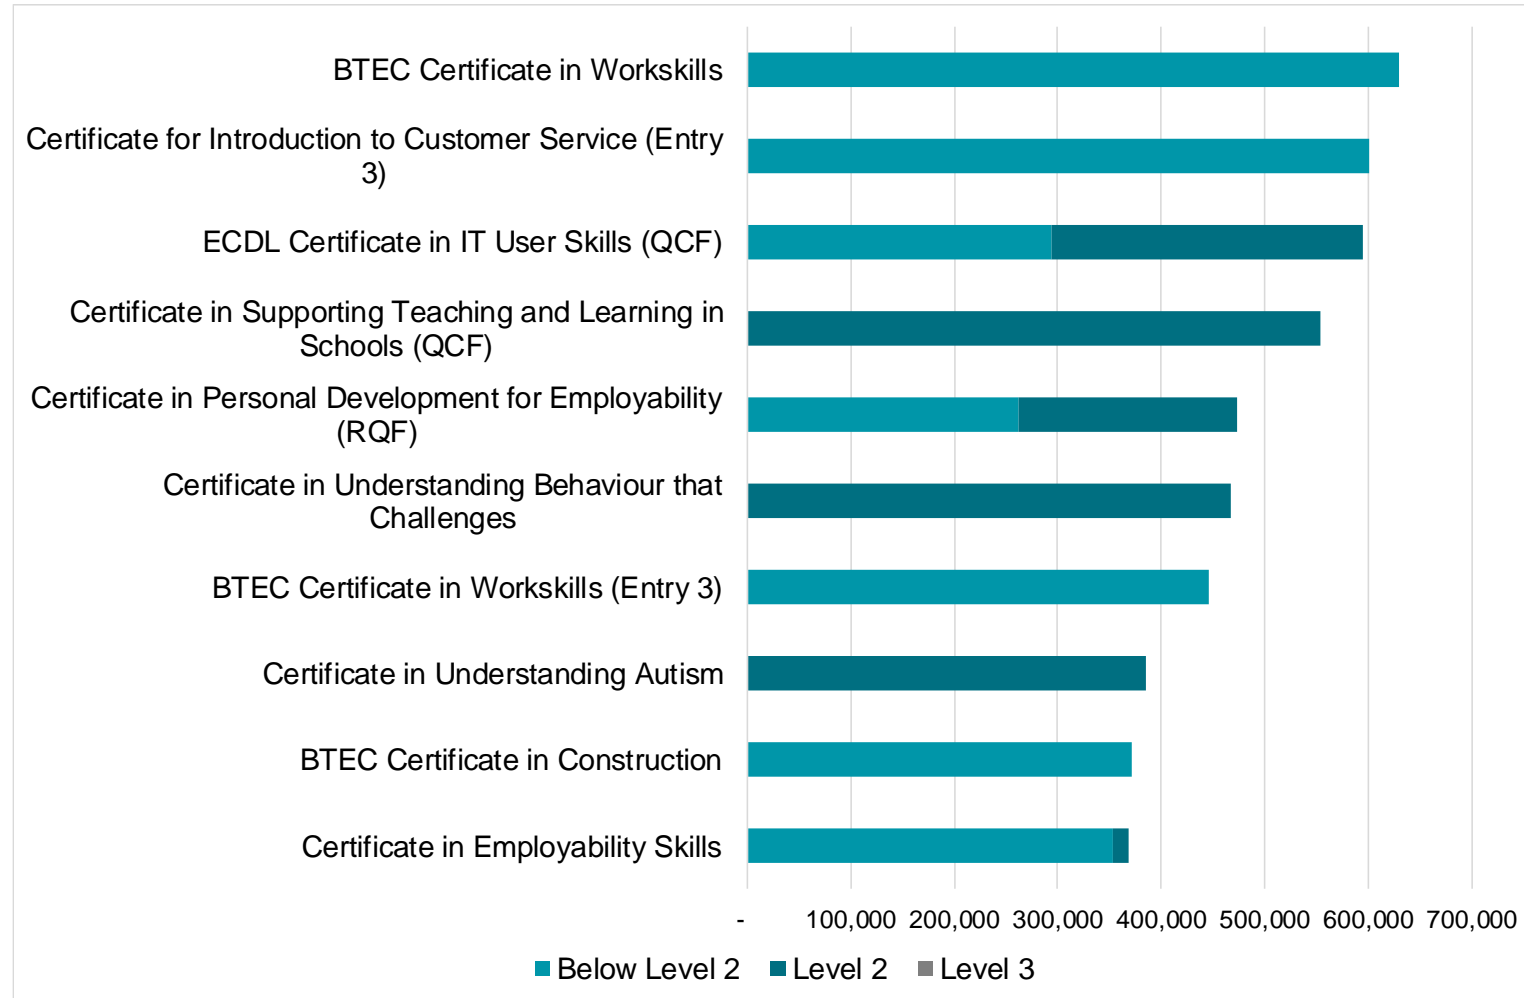 BTEC Certificate in Workskills
Certificate for Introduction to Customer Service (Entry
3)
ECDL Certificate in IT User Skills (QCF)
Certificate in Supporting Teaching and Learning in
Schools (QCF)
Certificate in Personal Development for Employability
(RQF)
Certificate in Understanding Behaviour that
Challenges
BTEC Certificate in Workskills (Entry 3)
Certificate in Understanding Autism
BTEC Certificate in Construction
Certificate in Employability Skills
- 100,000 200,000 300,000 400,000 500,000 600,000 700,000
Below Level 2 Level 2 Level 3